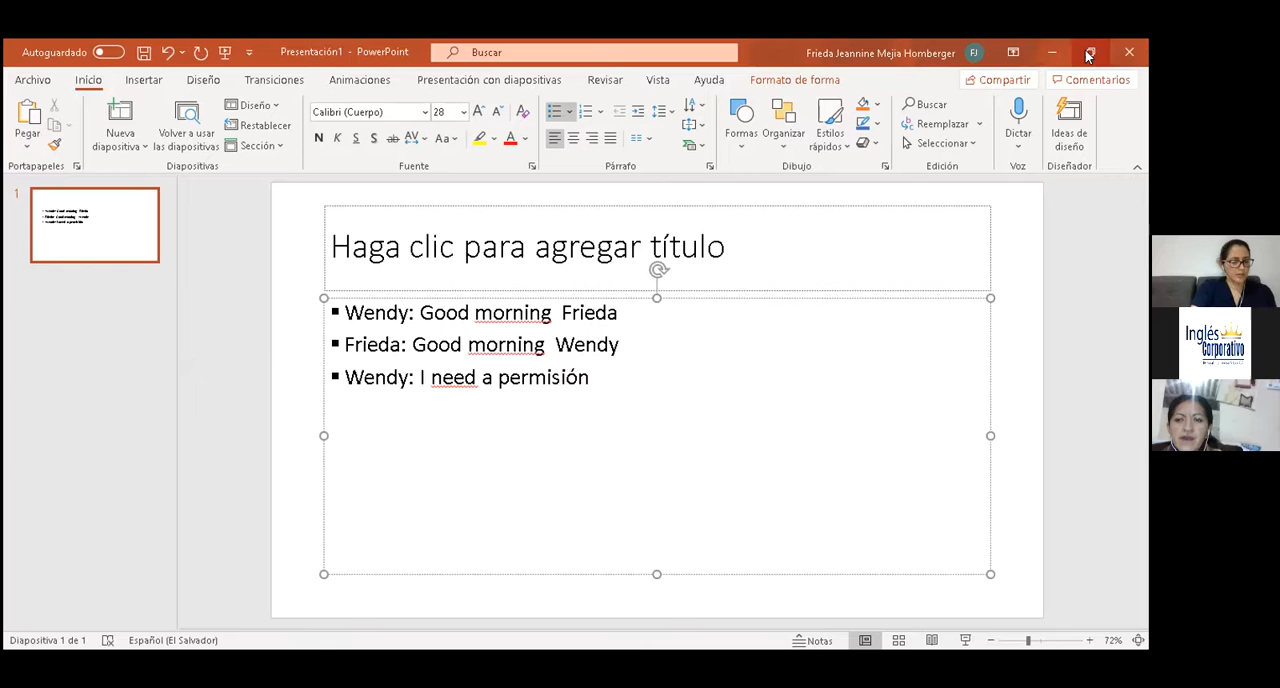 Autoguardado
Presentación1 - PowerPoint
Buscar
Frieda Jeannine Mejia Homberger
FJ
Archivo Inicio Insertar Diseño Transiciones Animaciones Presentación con diapositivas Revisar Vista Ayuda Formato de forma
Compartir
Comentarios
Pegar
Portapapeles
Nueva diapositiva
Volver a usar las diapositivas
Diseño
Restablecer
Sección
Diapositivas
Calibri (Cuerpo) 28
N K S ab AV Aa A
Fuente
Párrafo
Formas
Organizar
Estilos rápidos
Dibujo
Buscar
Reemplazar
Seleccionar
Edición
Dictar
Voz
Ideas de diseño
Diseñador
1
Haga clic para agregar título
Wendy: Good morning Frieda
Frieda: Good morning Wendy
Wendy: I need a permisión
Inglés
Corporativo
Diapositiva 1 de 1
Español (El Salvador)
Notas
72%